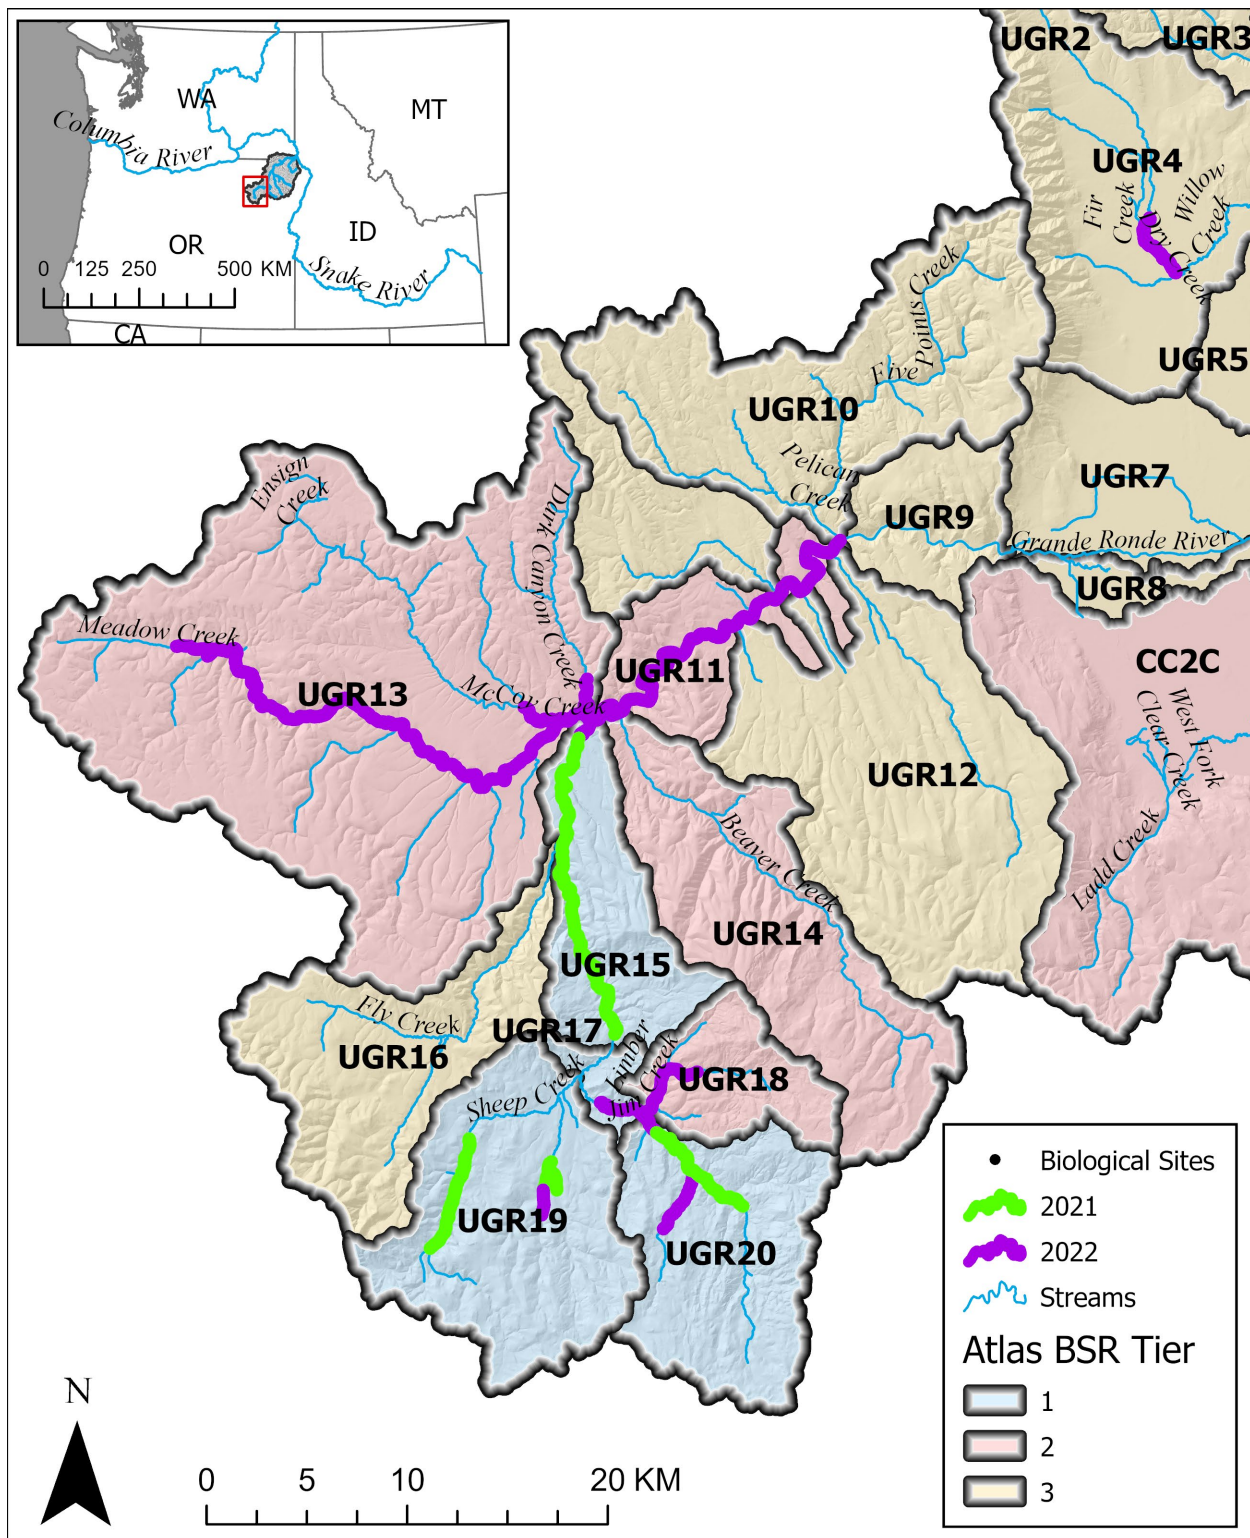 WA
MT
Columbia River
OR
ID
0 125 250 500 KM
Snake River
CA
UGR2
UGR3
UGR4
Fir
Creek
Dry Creek
Willow
Creek
UGR5
Five
Points Creek
UGR10
Pelican
Creek
UGR9
UGR7
Grande Ronde River
UGR8
Ensign
Creek
Dark Canyon Creek
Meadow Creek
UGR13
McCoy Creek
UGR11
CC2C
West Fork
Clear Creek
UGR12
Ladd Creek
Beaver Creek
UGR14
UGR15
Fly Creek
UGR17
UGR16
Limber
Jim Creek
Sheep Creek
UGR18
UGR19
UGR20
Biological Sites
2021
2022
Streams
Atlas BSR Tier
1
2
3
N
0 5 10 20 KM